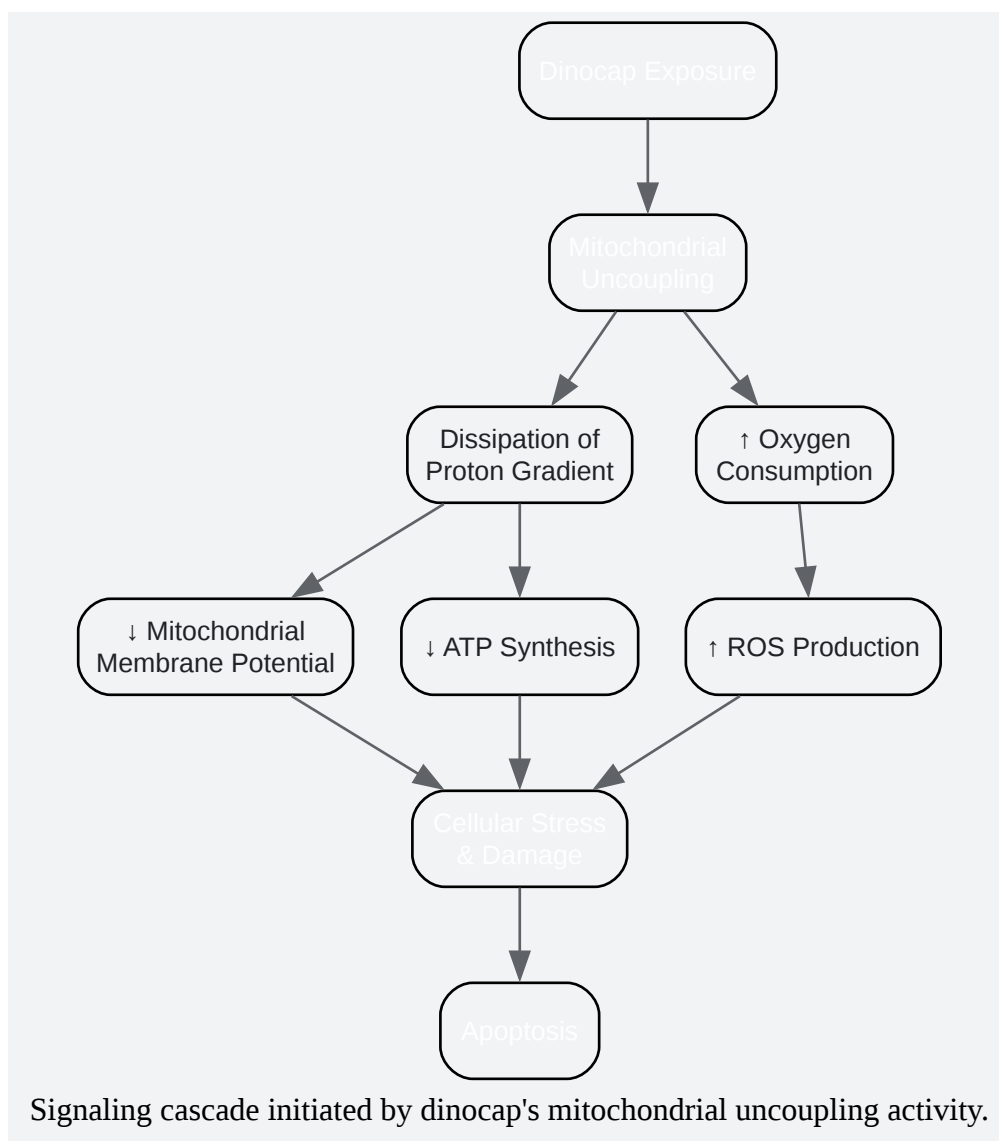 Dinocap Exposure
Mitochondrial
Uncoupling
Dissipation of
Proton Gradient
↑ Oxygen
Consumption
↓ Mitochondrial
Membrane Potential
↓ ATP Synthesis
↑ ROS Production
Cellular Stress
& Damage
Apoptosis
Signaling cascade initiated by dinocap's mitochondrial uncoupling activity.